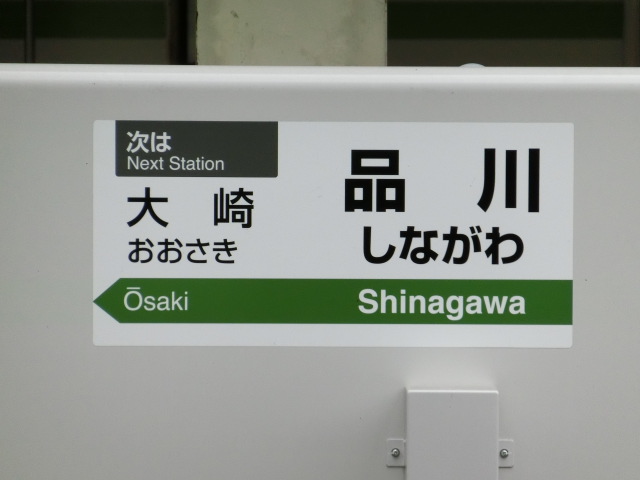 次は
Next Station
大崎
おおさき
Ōsaki
品川
しながわ
Shinagawa